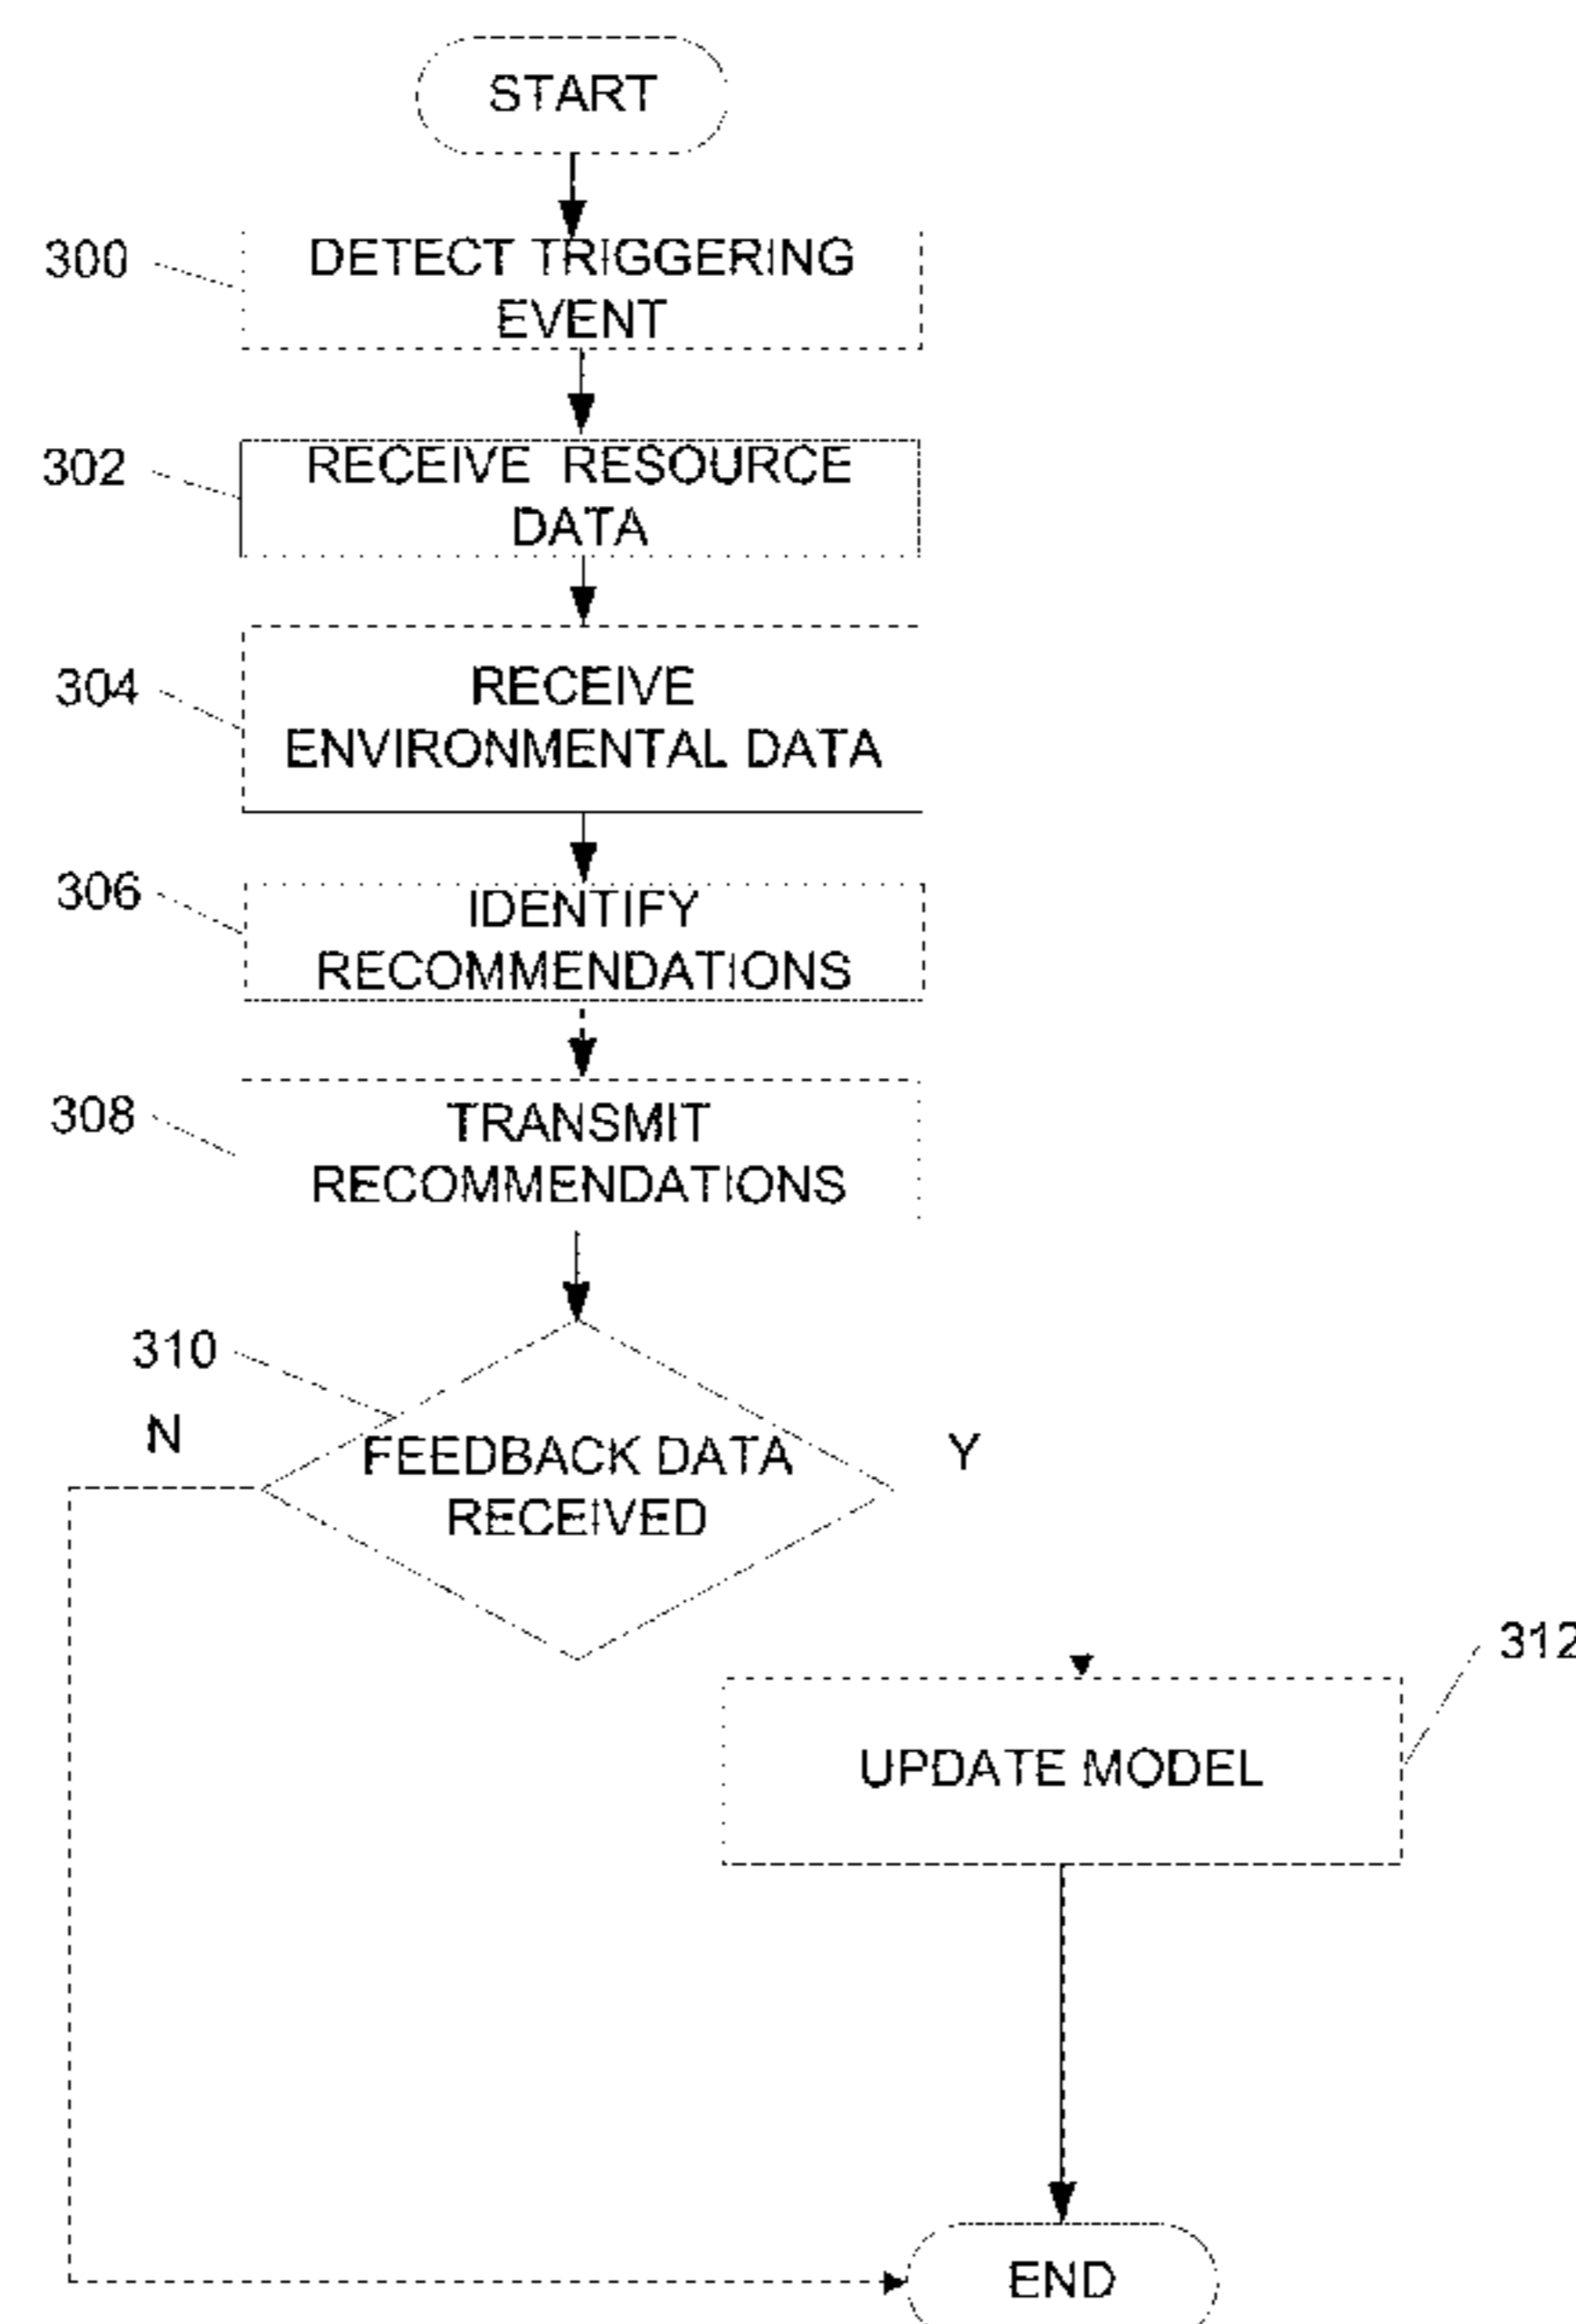 START
300
DETECT TRIGGERING
EVENT
302
RECEIVE RESOURCE
DATA
304
RECEIVE
ENVIRONMENTAL DATA
306
IDENTIFY
RECOMMENDATIONS
308
TRANSMIT
RECOMMENDATIONS
310
N
FEEDBACK DATA
RECEIVED
Y
312
UPDATE MODEL
END